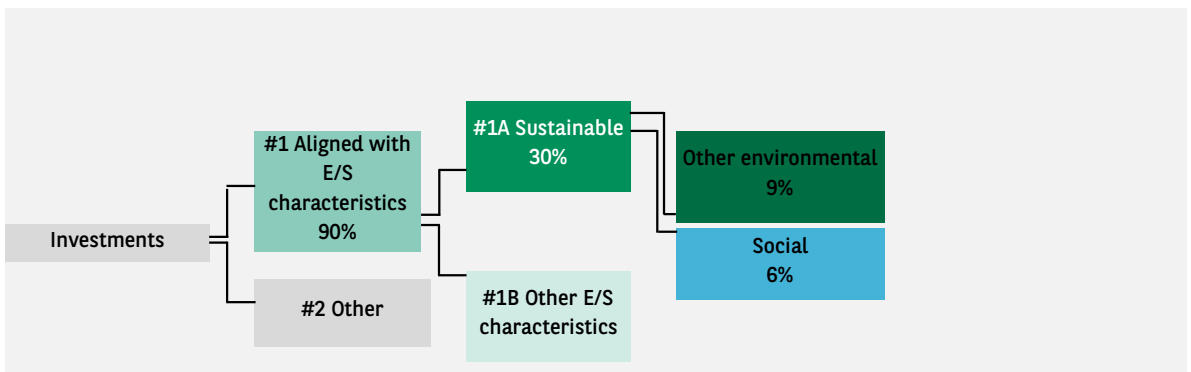 Investments
#1 Aligned with
E/S
characteristics
90%
#2 Other
#1A Sustainable
30%
#1B Other E/S
characteristics
Other environmental
9%
Social
6%